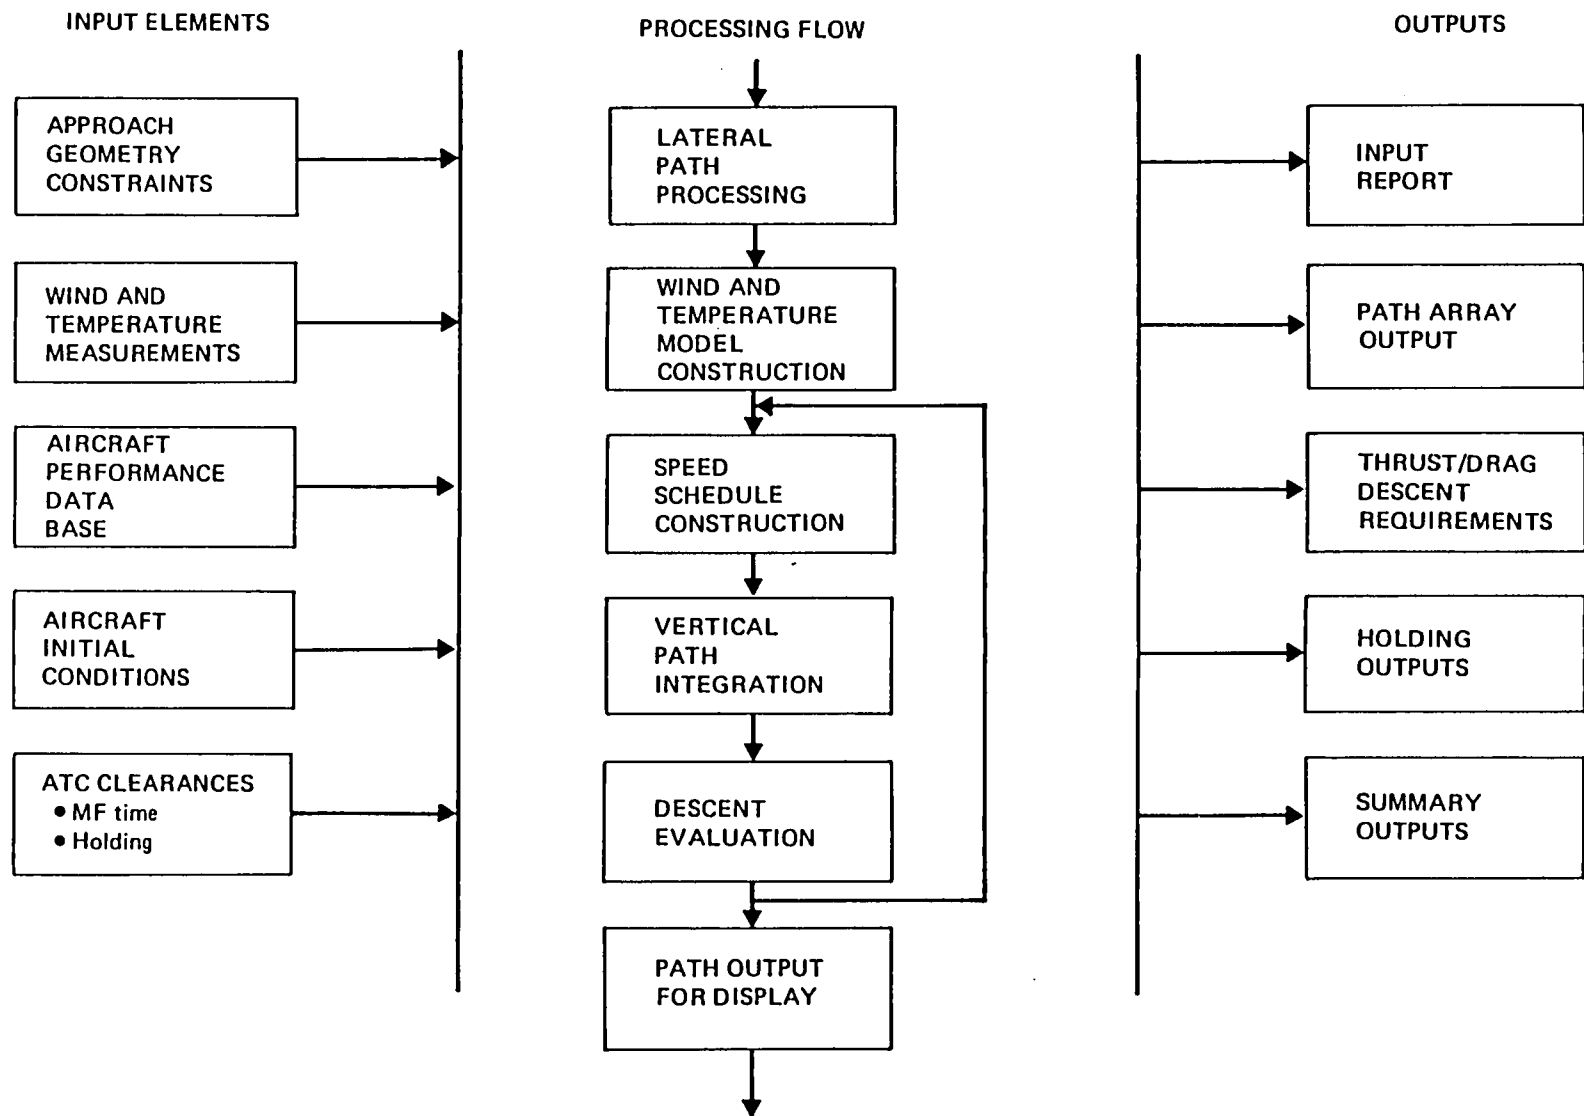 INPUT ELEMENTS
APPROACH
GEOMETRY
CONSTRAINTS
WIND AND
TEMPERATURE
MEASUREMENTS
AIRCRAFT
PERFORMANCE
DATA
BASE
AIRCRAFT
INITIAL
CONDITIONS
ATC CLEARANCES
• MF time
• Holding
PROCESSING FLOW
LATERAL
PATH
PROCESSING
WIND AND
TEMPERATURE
MODEL
CONSTRUCTION
SPEED
SCHEDULE
CONSTRUCTION
VERTICAL
PATH
INTEGRATION
DESCENT
EVALUATION
PATH OUTPUT
FOR DISPLAY
OUTPUTS
INPUT
REPORT
PATH ARRAY
OUTPUT
THRUST/DRAG
DESCENT
REQUIREMENTS
HOLDING
OUTPUTS
SUMMARY
OUTPUTS